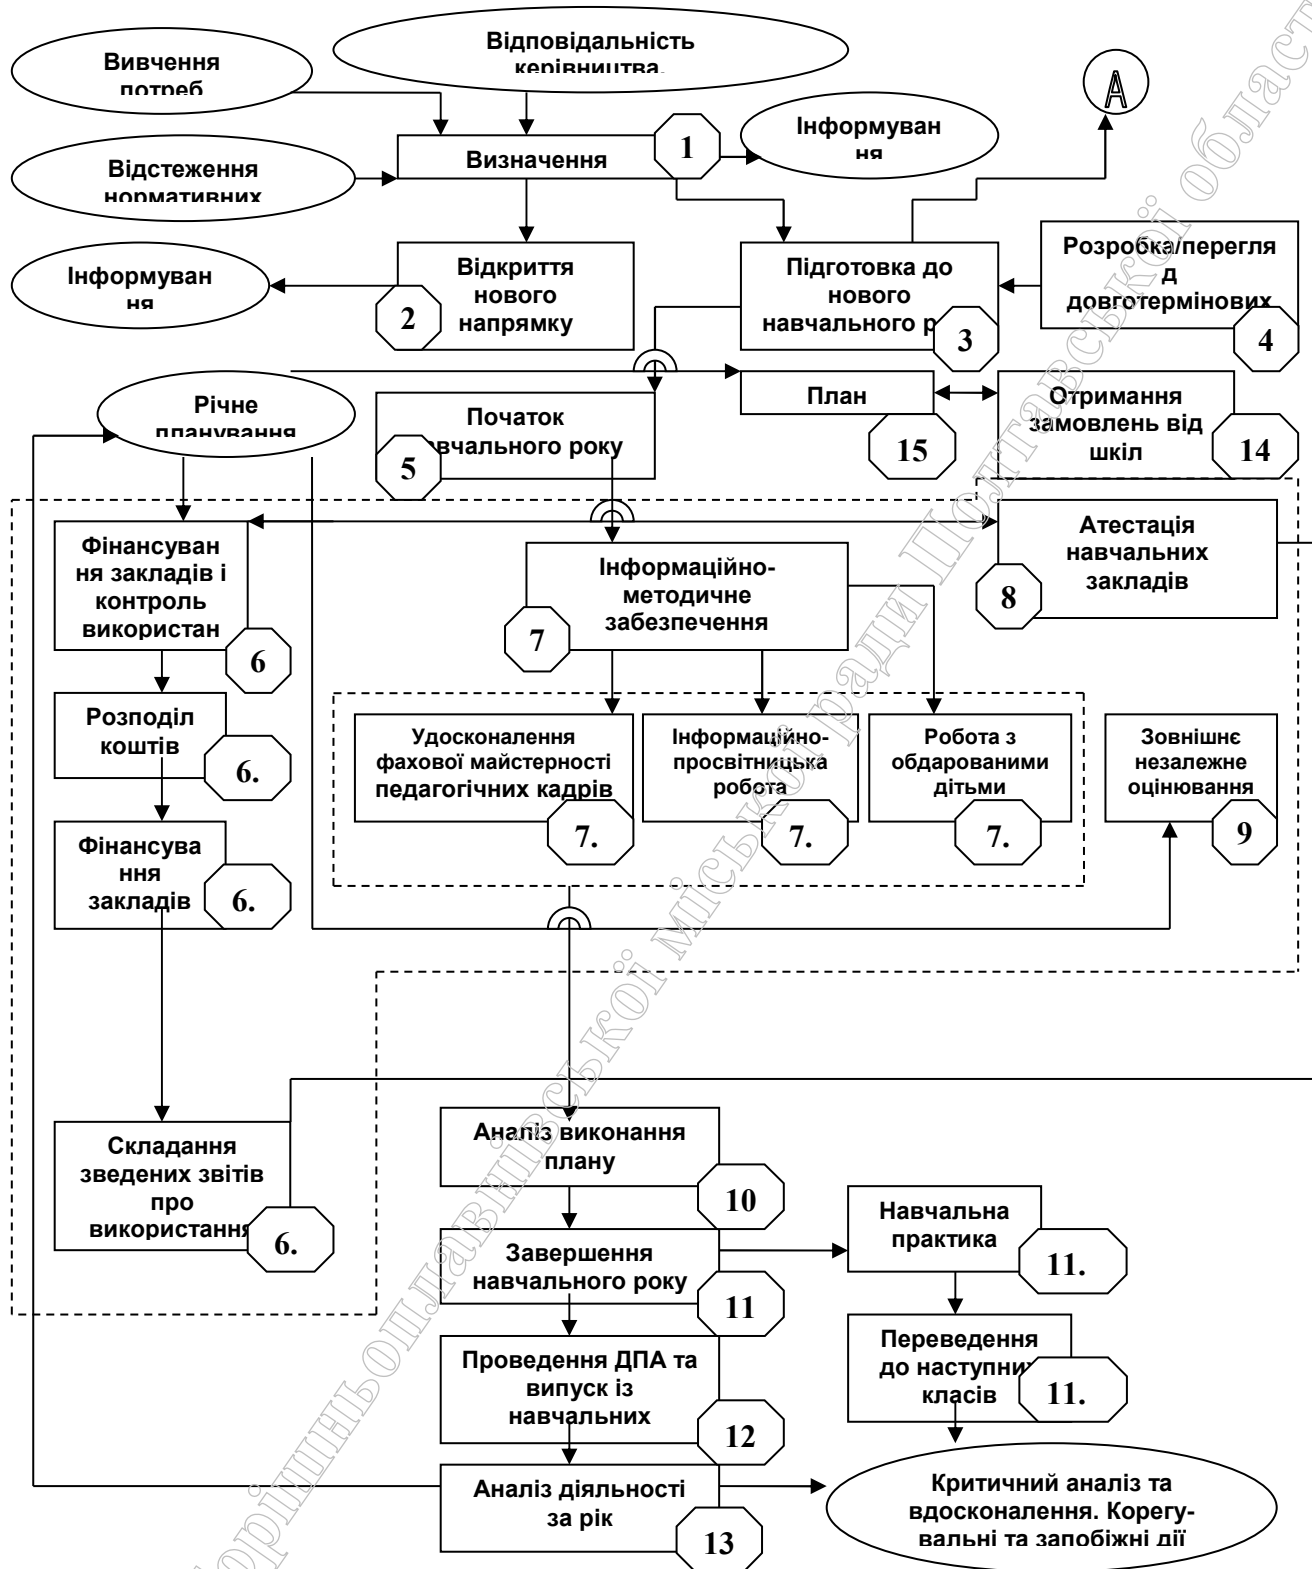 Відповідальність
керівництва.
Вивчення
потреб
А
Інформуван
ня
1
Визначення
Відстеження
нормативних
Інформуван
ня
Відкриття
нового
напрямку
2
Підготовка до
нового
навчального р
3
Розробка/перегля
д
довготермінових
4
Річне
планування
Початок
навчального року
5
План
15
Отримання
замовлень від
шкіл
14
Фінансуван
ня закладів і
контроль
використан
6
Інформаційно-
методичне
забезпечення
7
Атестація
навчальних
закладів
8
Розподіл
коштів
6.
Удосконалення
фахової майстерності
педагогічних кадрів
7.
Інформаційно-
просвітницька
робота
7.
Робота з
обдарованими
дітьми
7.
Зовнішнє
незалежне
оцінювання
9
Фінансува
ння
закладів
6.
Складання
зведених звітів
про
використання
6.
Аналіз виконання
плану
10
Завершення
навчального року
11
Навчальна
практика
11.
Проведення ДПА та
випуск із
навчальних
12
Переведення
до наступних
класів
11.
Аналіз діяльності
за рік
13
Критичний аналіз та
вдосконалення. Корегу-
вальні та запобіжні дії
орішньоплавнівської міської ради Полтавської област